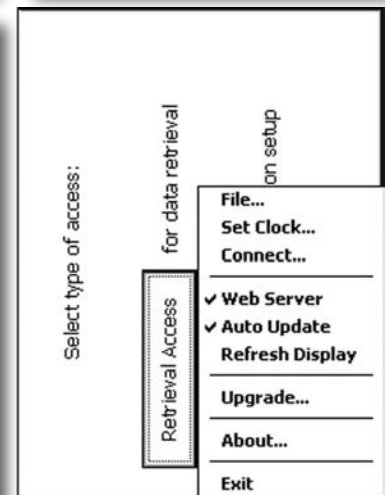 Select type of access:
Retrieval Access
for data retrieval
on setup
File...
Set Clock...
Connect...
Web Server
Auto Update
Refresh Display
Upgrade...
About...
Exit